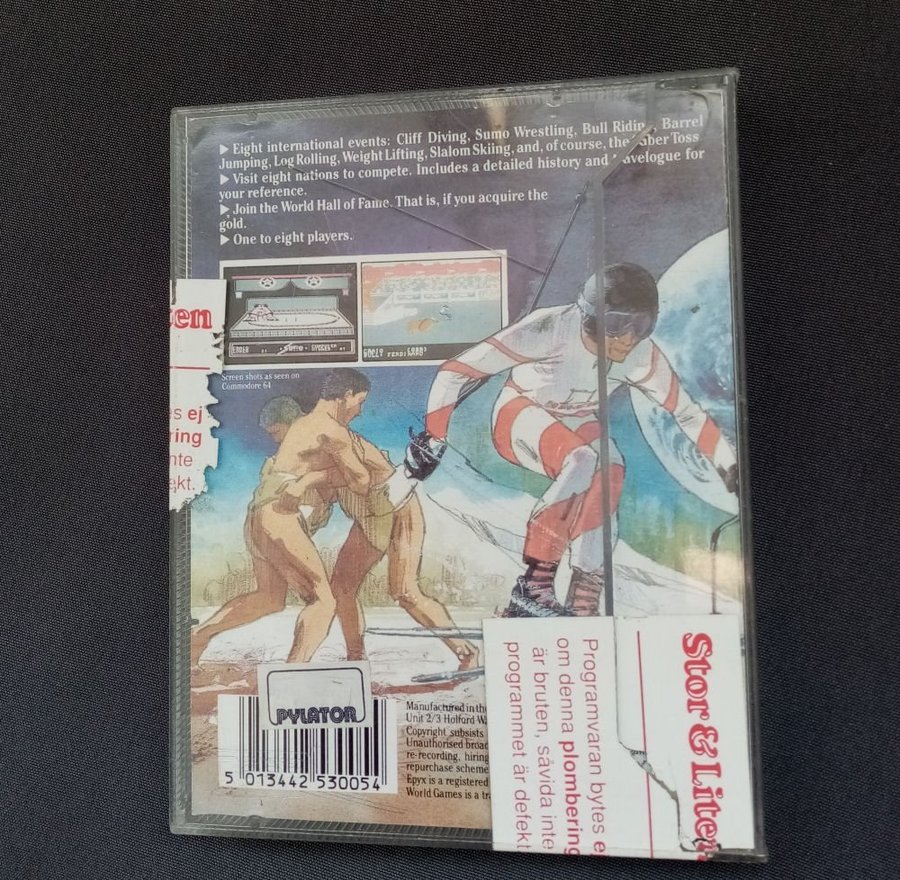 ▶ Eight international events: Cliff Diving, Sumo Wrestling, Bull Riding, Barrel
Jumping, Log Rolling, Weight Lifting, Slalom Skiing, and, of course, the aber Toss
▶ Visit eight nations to compete. Includes a detailed history and avelogue for
your reference.
▶ Join the World Hall of Fame. That is, if you acquire the
gold.
▶ One to eight players.
en
s ej
ring
nte
ekt.
SUMO
FERDINAND
Screen shots as seen on
Commodore 64
PYLATOR
5 013442 530054
Manufactured in the
Unit 2/3 Holford Wa
Copyright subsists
Unauthorised broad
re-recording, hiring
repurchase scheme
Epyx is a registered
World Games is a tra
Stor & Liten
Programvaran bytes e
om denna plombering
är bruten, såvida inte
programmet är defekt